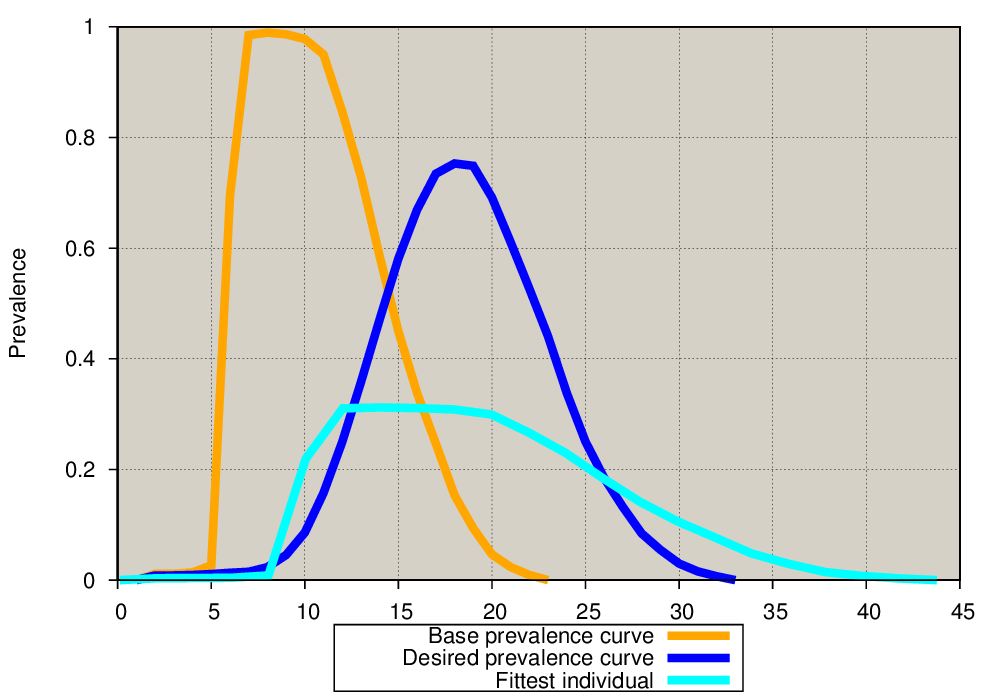 1
0.8
0.6
0.4
0.2
0
Prevalence
0 5 10 15 20 25 30 35 40 45
Base prevalence curve
Desired prevalence curve
Fittest individual